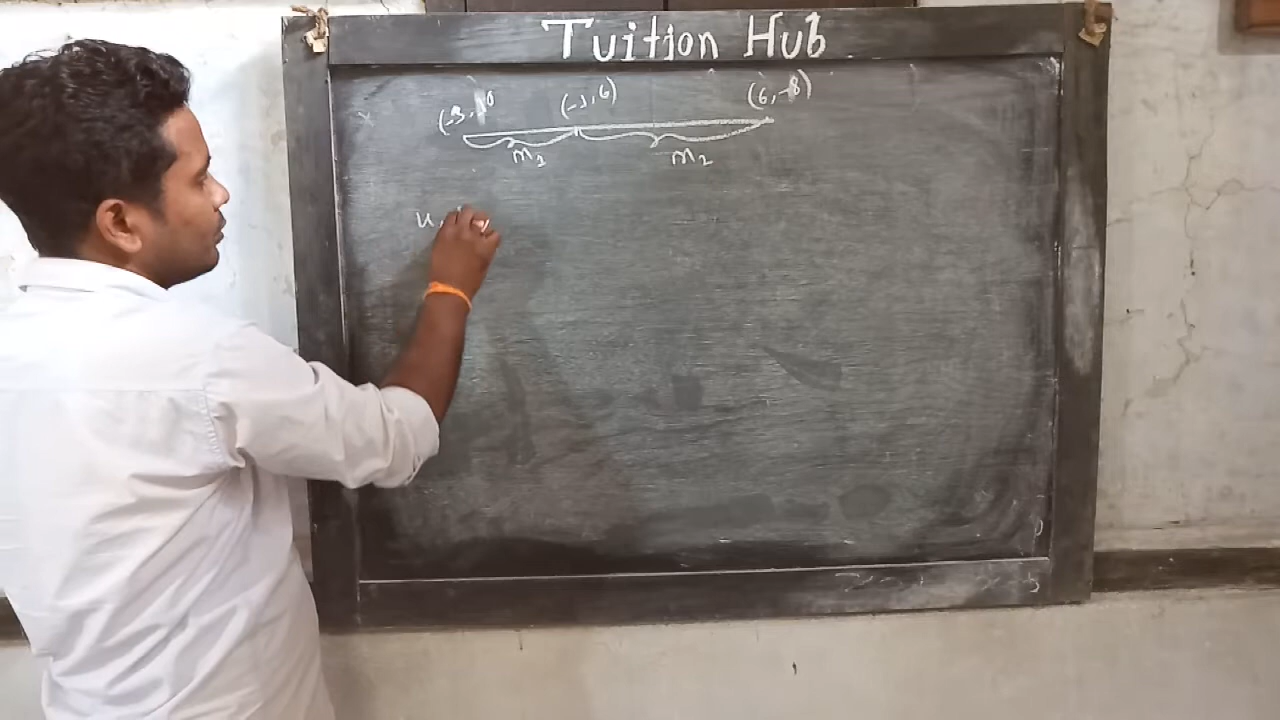 Tuition Hub
(-3, 10 (-1, 6) (6, -8)
m₁ m₂